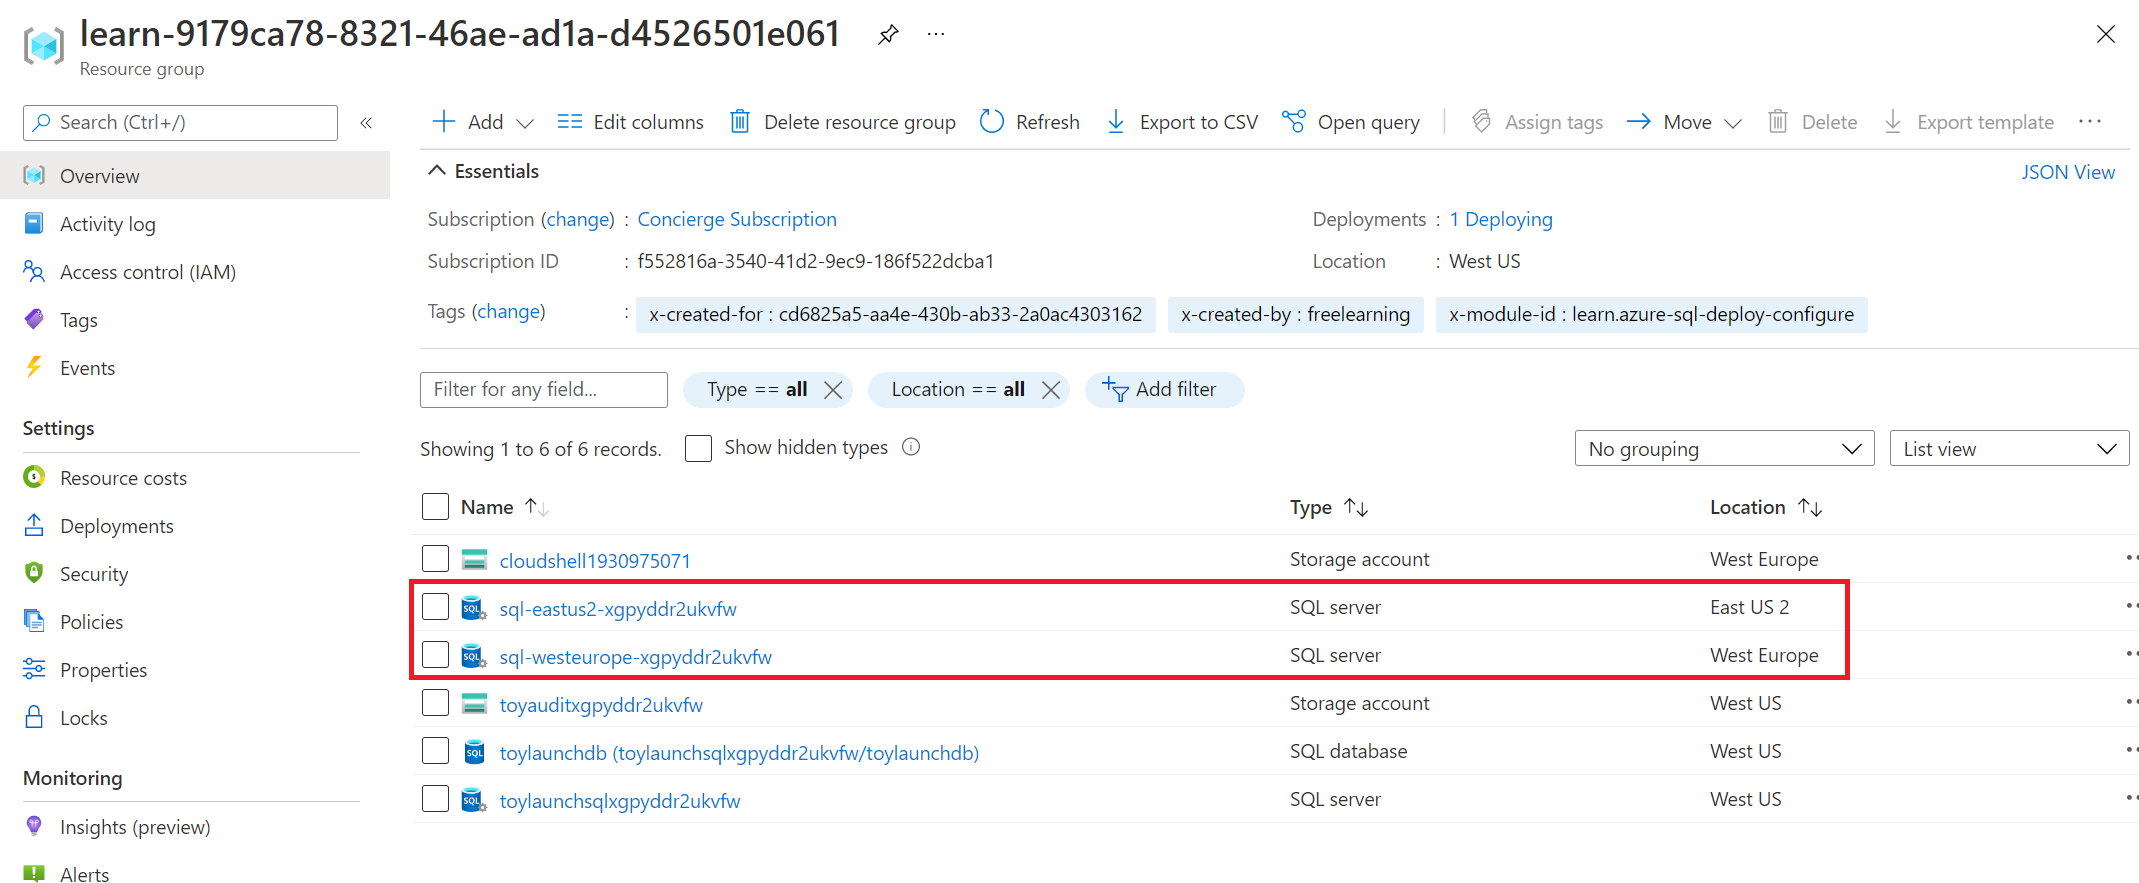 learn-9179ca78-8321-46ae-ad1a-d4526501e061
Resource group
Search (Ctrl+/)
Overview
Activity log
Access control (IAM)
Tags
Events
Settings
Resource costs
Deployments
Security
Policies
Properties
Locks
Monitoring
Insights (preview)
Alerts
Add Edit columns Delete resource group Refresh Export to CSV Open query Assign tags Move Delete Export template
Essentials JSON View
Subscription (change) : Concierge Subscription Deployments : 1 Deploying
Subscription ID : f552816a-3540-41d2-9ec9-186f522dcba1 Location : West US
Tags (change) : x-created-for : cd6825a5-aa4e-430b-ab33-2a0ac4303162 x-created-by : freelearning x-module-id : learn.azure-sql-deploy-configure
Filter for any field... Type == all Location == all Add filter
Showing 1 to 6 of 6 records. Show hidden types No grouping List view
Name Type Location
cloudshell1930975071 Storage account West Europe
sql-eastus2-xgpyddr2ukvfw SQL server East US 2
sql-westeurope-xgpyddr2ukvfw SQL server West Europe
toyauditxgpyddr2ukvfw Storage account West US
toylaunchdb (toylaunchsqlxgpyddr2ukvfw/toylaunchdb) SQL database West US
toylaunchsqlxgpyddr2ukvfw SQL server West US